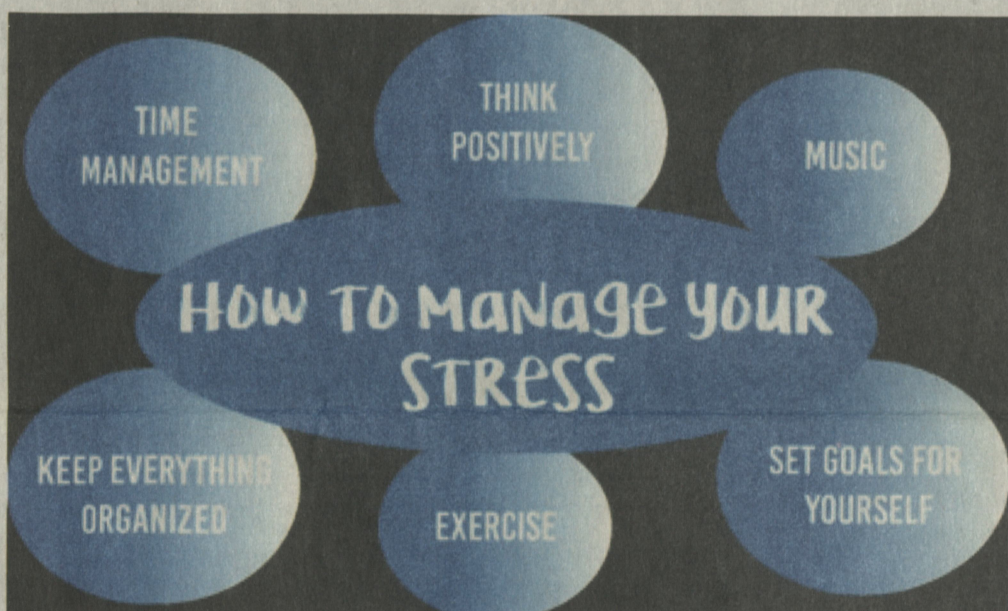 TIME
MANAGEMENT
THINK
POSITIVELY
MUSIC
HOW TO MANAGE YOUR
STRESS
KEEP EVERYTHING
ORGANIZED
EXERCISE
SET GOALS FOR
YOURSELF